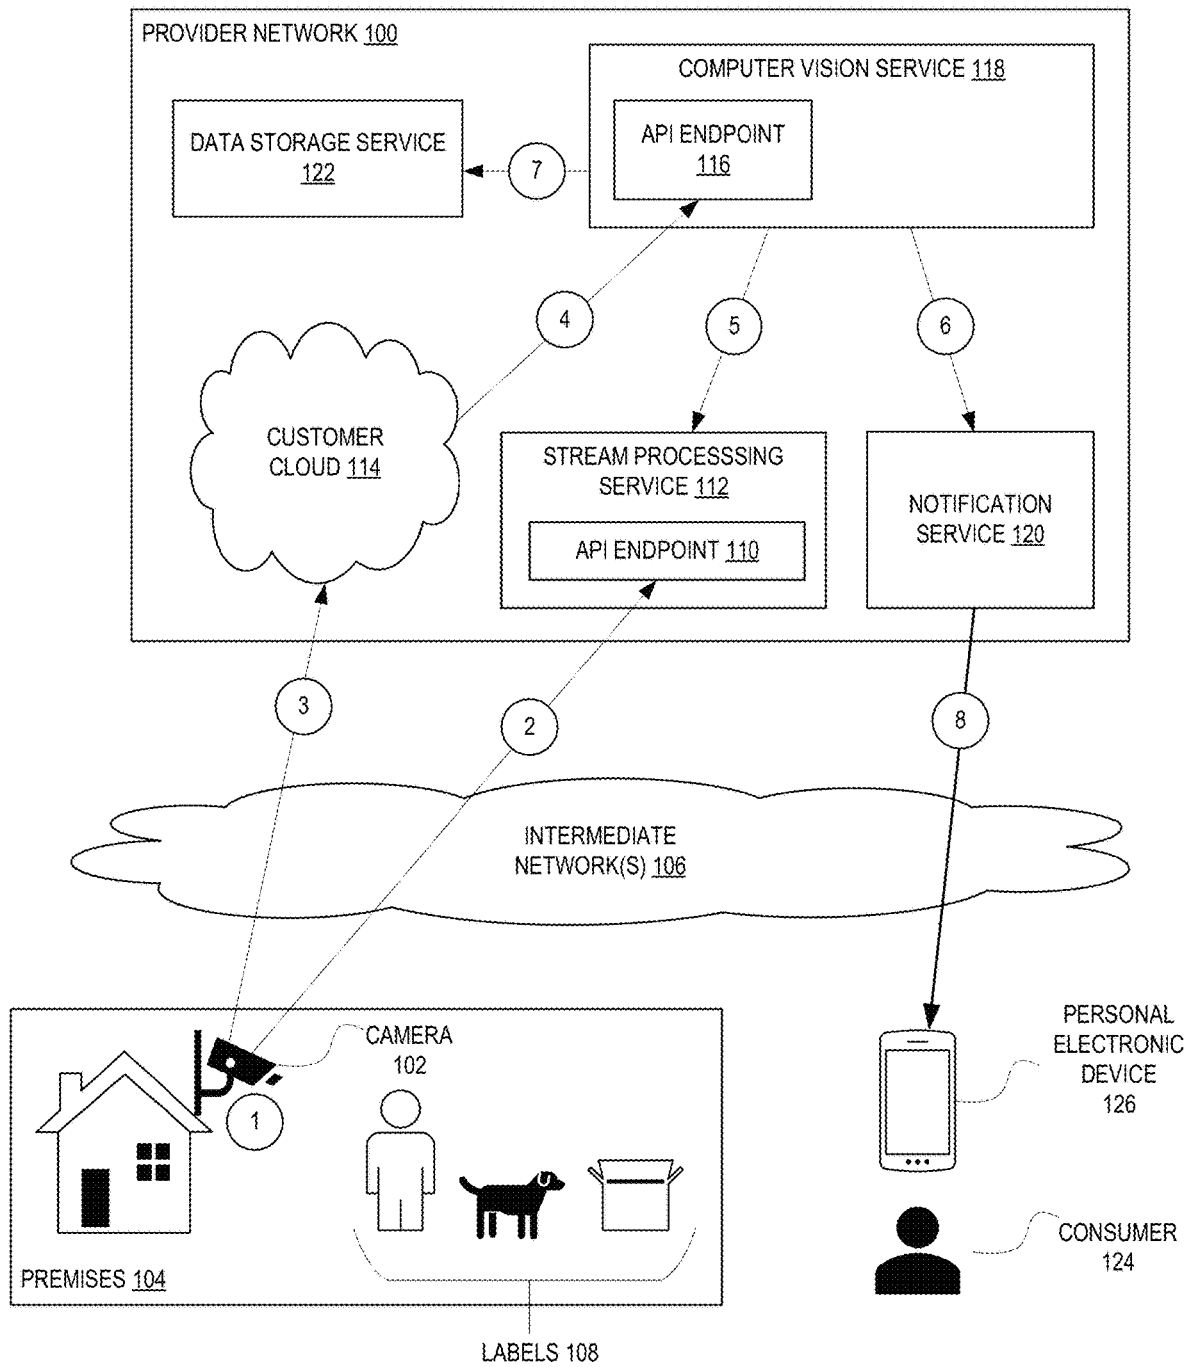 PROVIDER NETWORK 100
COMPUTER VISION SERVICE 118
API ENDPOINT
116
DATA STORAGE SERVICE
122
7
4
5
6
CUSTOMER
CLOUD 114
STREAM PROCESSSING
SERVICE 112
API ENDPOINT 110
NOTIFICATION
SERVICE 120
3
2
8
INTERMEDIATE
NETWORK(S) 106
CAMERA
102
1
PREMISES 104
LABELS 108
PERSONAL
ELECTRONIC
DEVICE
126
CONSUMER
124